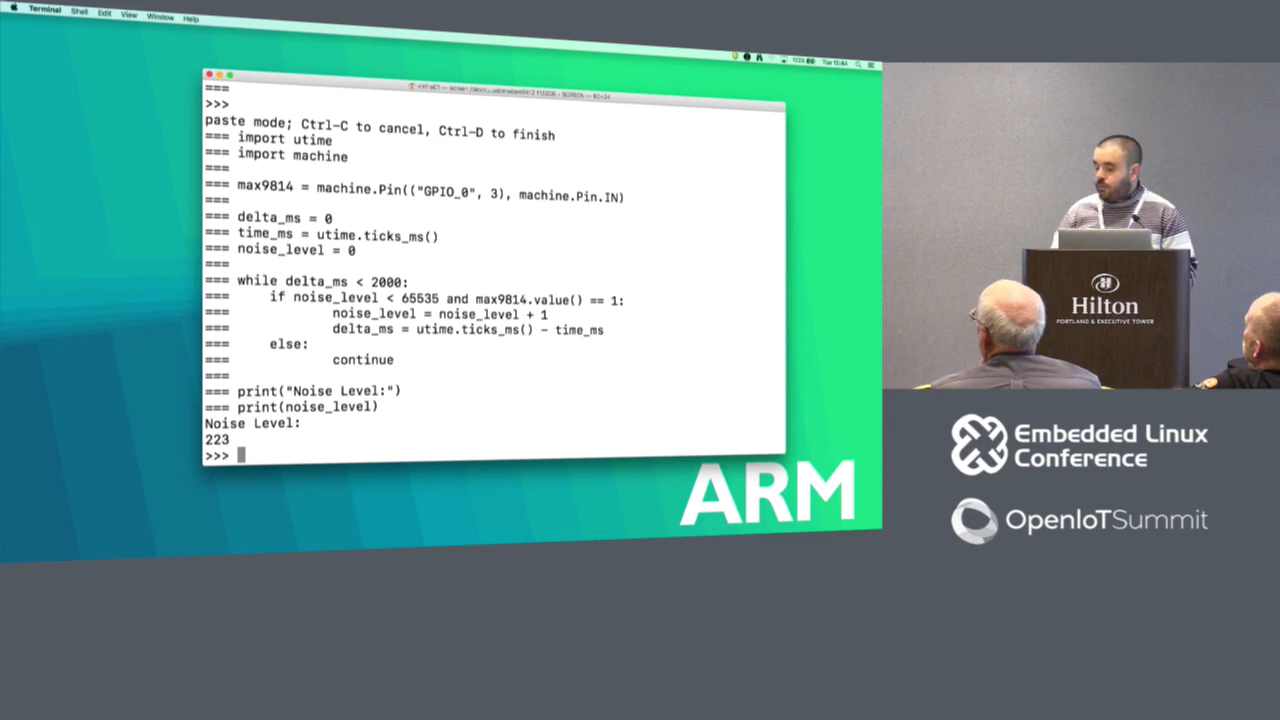 Terminal Shell Edit View Window Help
===
>>>
paste mode; Ctrl-C to cancel, Ctrl-D to finish
=== import utime
=== import machine
===
=== max9814 = machine.Pin(("GPIO_0", 3), machine.Pin.IN)
===
=== delta_ms = 0
=== time_ms = utime.ticks_ms()
=== noise_level = 0
===
=== while delta_ms < 2000:
=== if noise_level < 65535 and max9814.value() == 1:
=== noise_level = noise_level + 1
=== delta_ms = utime.ticks_ms() - time_ms
=== else:
=== continue
===
=== print("Noise Level:")
=== print(noise_level)
Noise Level:
223
>>>
ARM
Hilton
PORTLAND & EXECUTIVE TOWER
Embedded Linux
Conference
OpenIoTSummit